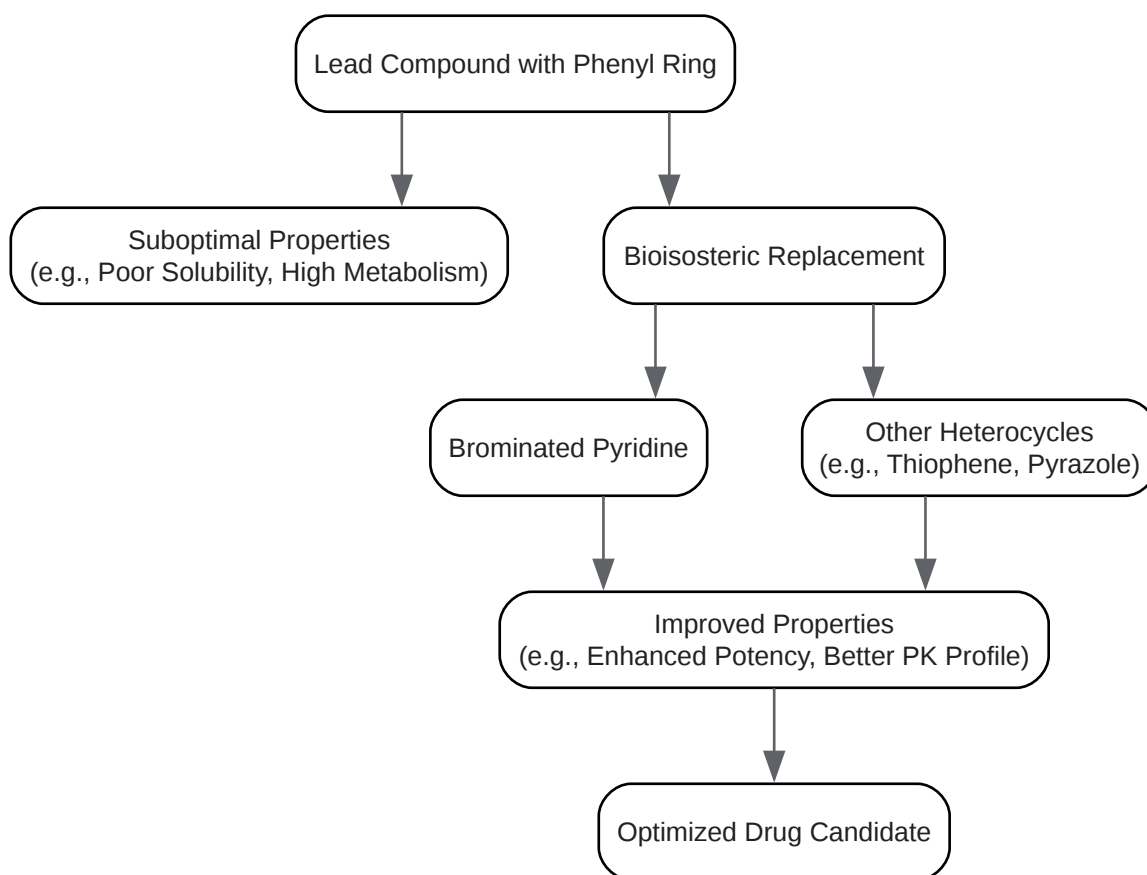 Lead Compound with Phenyl Ring
Suboptimal Properties
(e.g., Poor Solubility, High Metabolism)
Bioisosteric Replacement
Brominated Pyridine
Other Heterocycles
(e.g., Thiophene, Pyrazole)
Improved Properties
(e.g., Enhanced Potency, Better PK Profile)
Optimized Drug Candidate